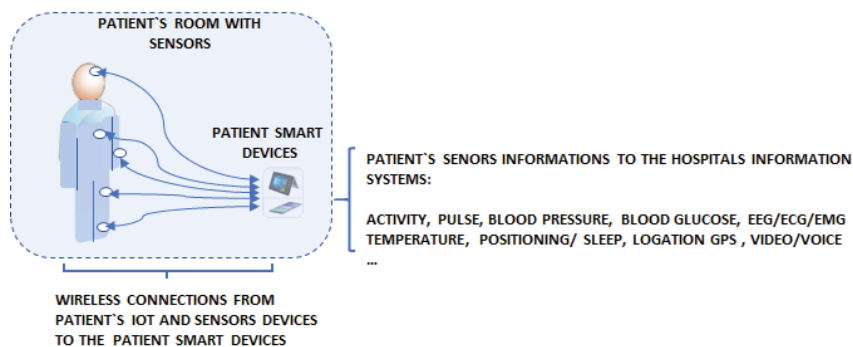 PATIENT`S ROOM WITH
SENSORS
PATIENT SMART
DEVICES
PATIENT`S SENORS INFORMATIONS TO THE HOSPITALS INFORMATION
SYSTEMS:
ACTIVITY, PULSE, BLOOD PRESSURE, BLOOD GLUCOSE, EEG/ECG/EMG
TEMPERATURE, POSITIONING/ SLEEP, LOGATION GPS , VIDEO/VOICE
...
WIRELESS CONNECTIONS FROM
PATIENT`S IOT AND SENSORS DEVICES
TO THE PATIENT SMART DEVICES